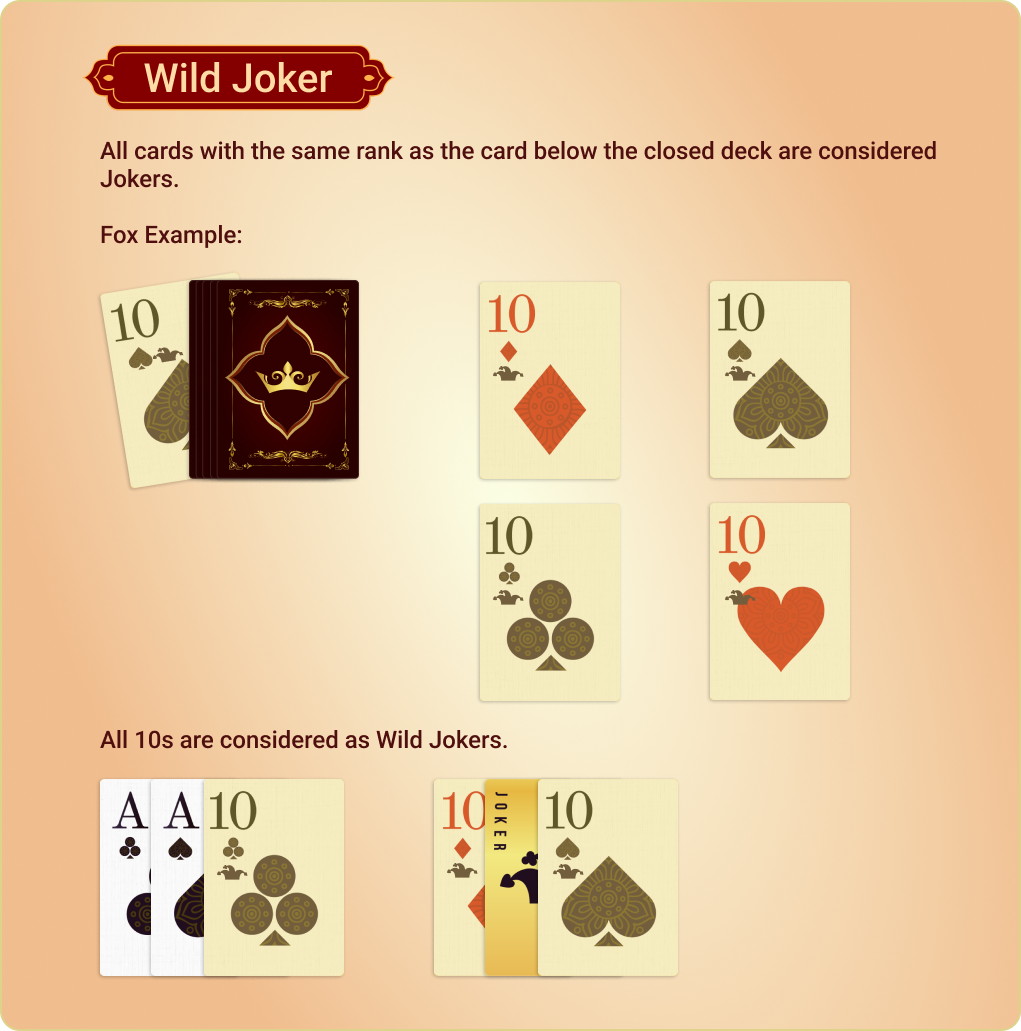 Wild Joker
All cards with the same rank as the card below the closed deck are considered
Jokers.
Fox Example:
10
10
10
10
10
All 10s are considered as Wild Jokers.
A
A
10
10
JOKER
10